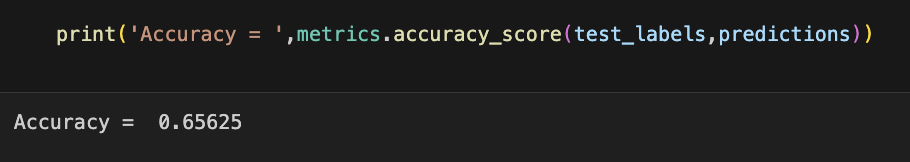 print('Accuracy = ',metrics.accuracy_score(test_labels,predictions))
Accuracy =  0.65625